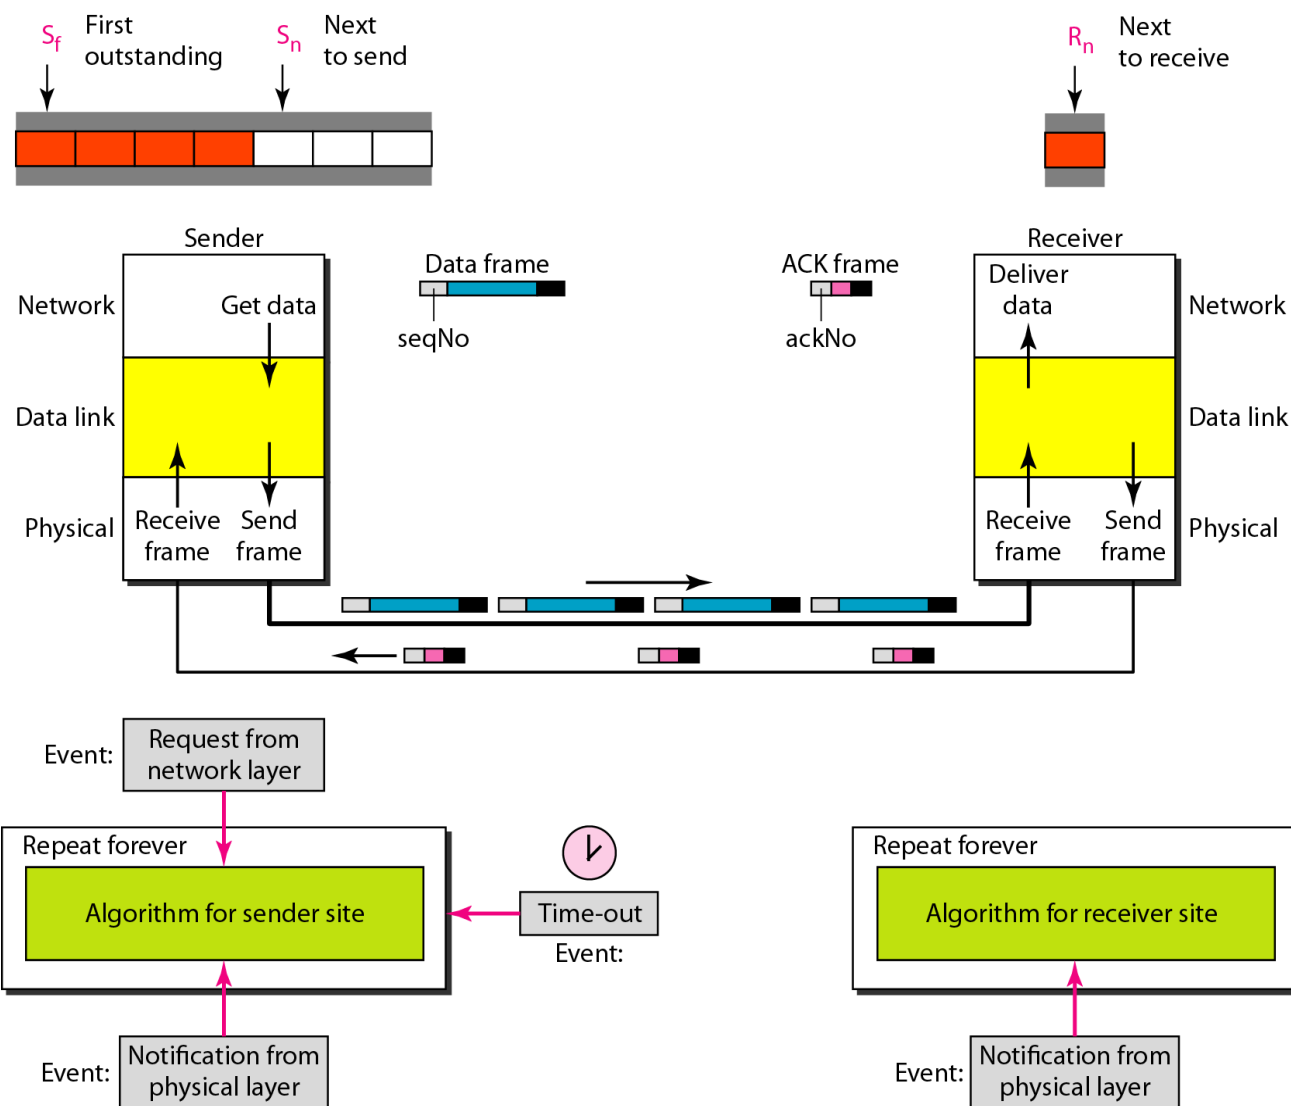 S_f First
outstanding
S_n Next
to send
R_n Next
to receive
Sender
Receiver
Data frame
seqNo
ACK frame
ackNo
Network
Get data
Deliver
data
Network
Data link
Data link
Physical
Receive
frame
Send
frame
Receive
frame
Send
frame
Physical
Event:
Request from
network layer
Repeat forever
Algorithm for sender site
Time-out
Event:
Repeat forever
Algorithm for receiver site
Event:
Notification from
physical layer
Event:
Notification from
physical layer